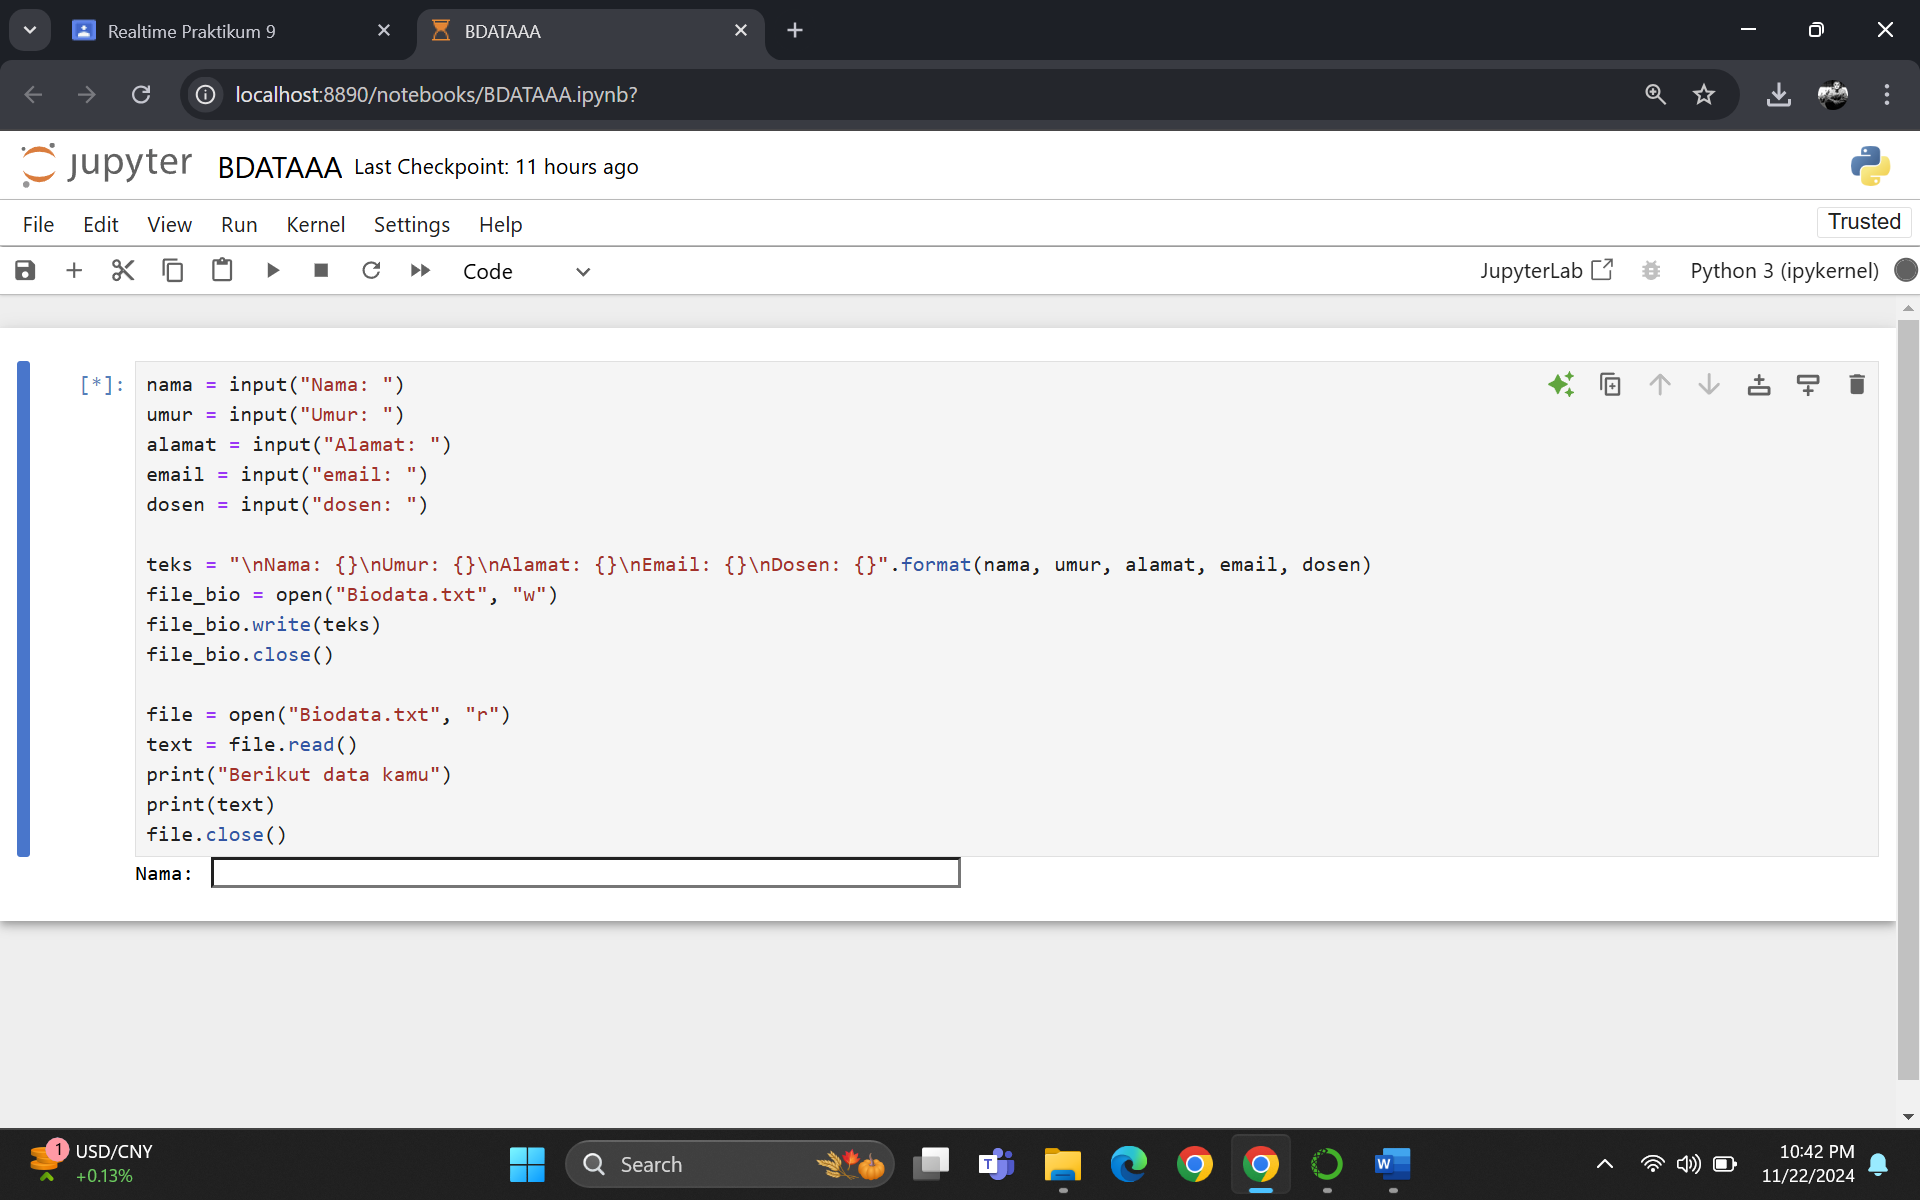 Realtime Praktikum 9
BDATAAA
localhost:8890/notebooks/BDATAAA.ipynb?
jupyter BDATAAA Last Checkpoint: 11 hours ago
File Edit View Run Kernel Settings Help
Trusted
Code
JupyterLab
Python 3 (ipykernel)
[*]:
nama = input("Nama: ")
umur = input("Umur: ")
alamat = input("Alamat: ")
email = input("email: ")
dosen = input("dosen: ")
teks = "\nNama: {}\nUmur: {}\nAlamat: {}\nEmail: {}\nDosen: {}".format(nama, umur, alamat, email, dosen)
file_bio = open("Biodata.txt", "w")
file_bio.write(teks)
file_bio.close()
file = open("Biodata.txt", "r")
text = file.read()
print("Berikut data kamu")
print(text)
file.close()
Nama:
1
USD/CNY
+0.13%
Search
T
W
10:42 PM
11/22/2024